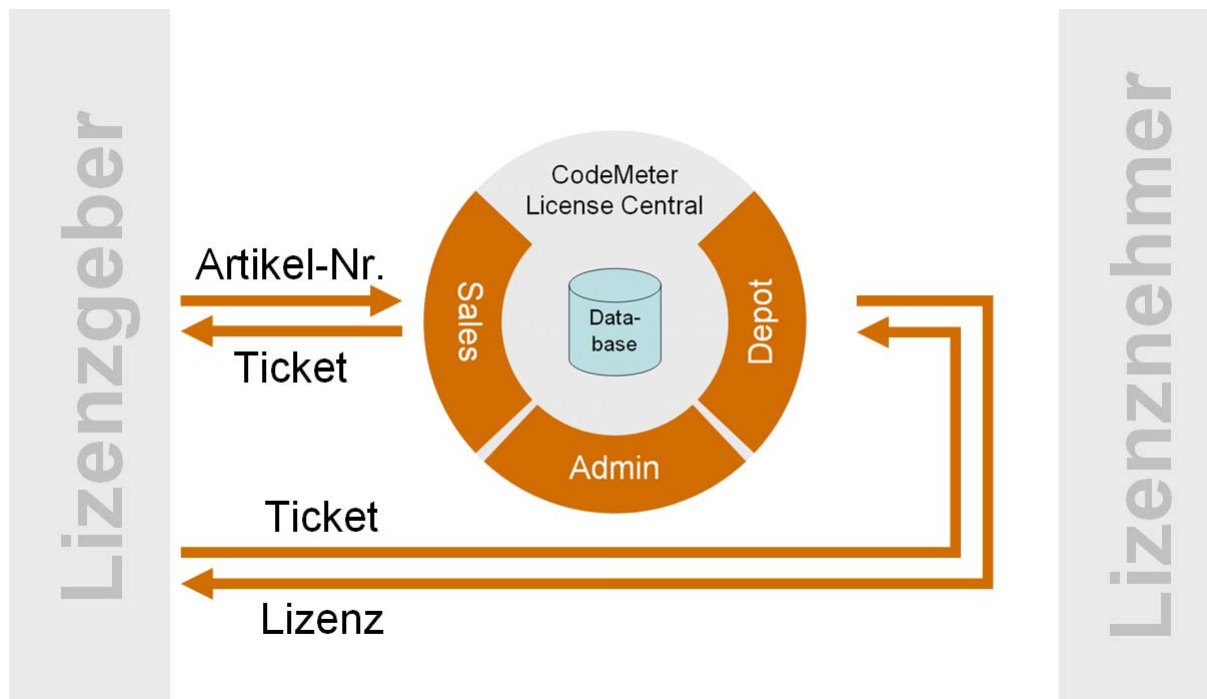 Lizenzgeber
Artikel-Nr.
Ticket
CodeMeter
License Central
Sales
Data-
base
Depot
Admin
Ticket
Lizenz
Lizenznehmer